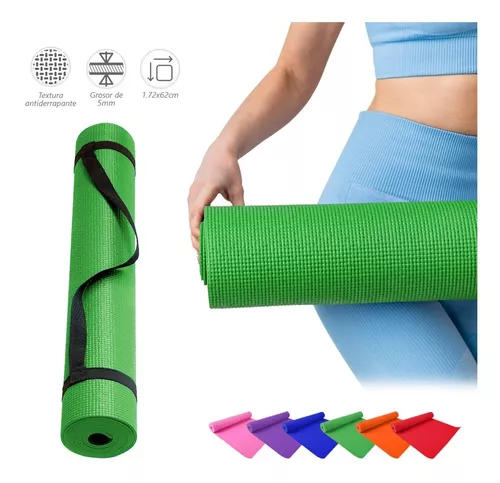 Textura
antiderrapante
Grosor de
5mm
1.72x62cm